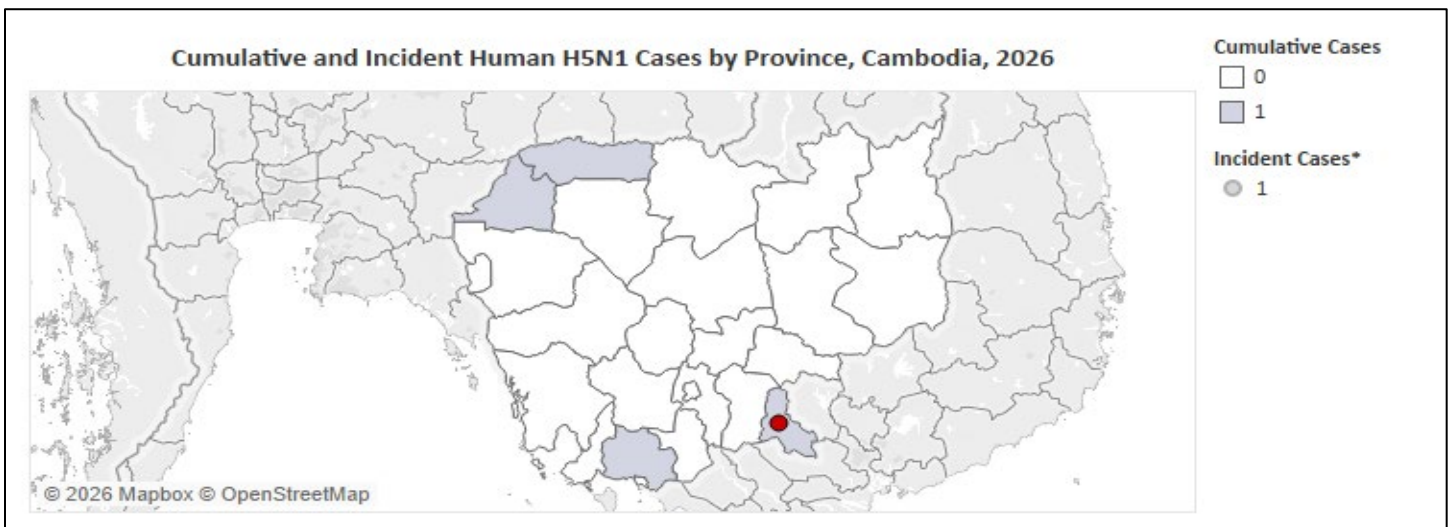 Cumulative and Incident Human H5N1 Cases by Province, Cambodia, 2026
Cumulative Cases
0
1
Incident Cases*
1
© 2026 Mapbox © OpenStreetMap